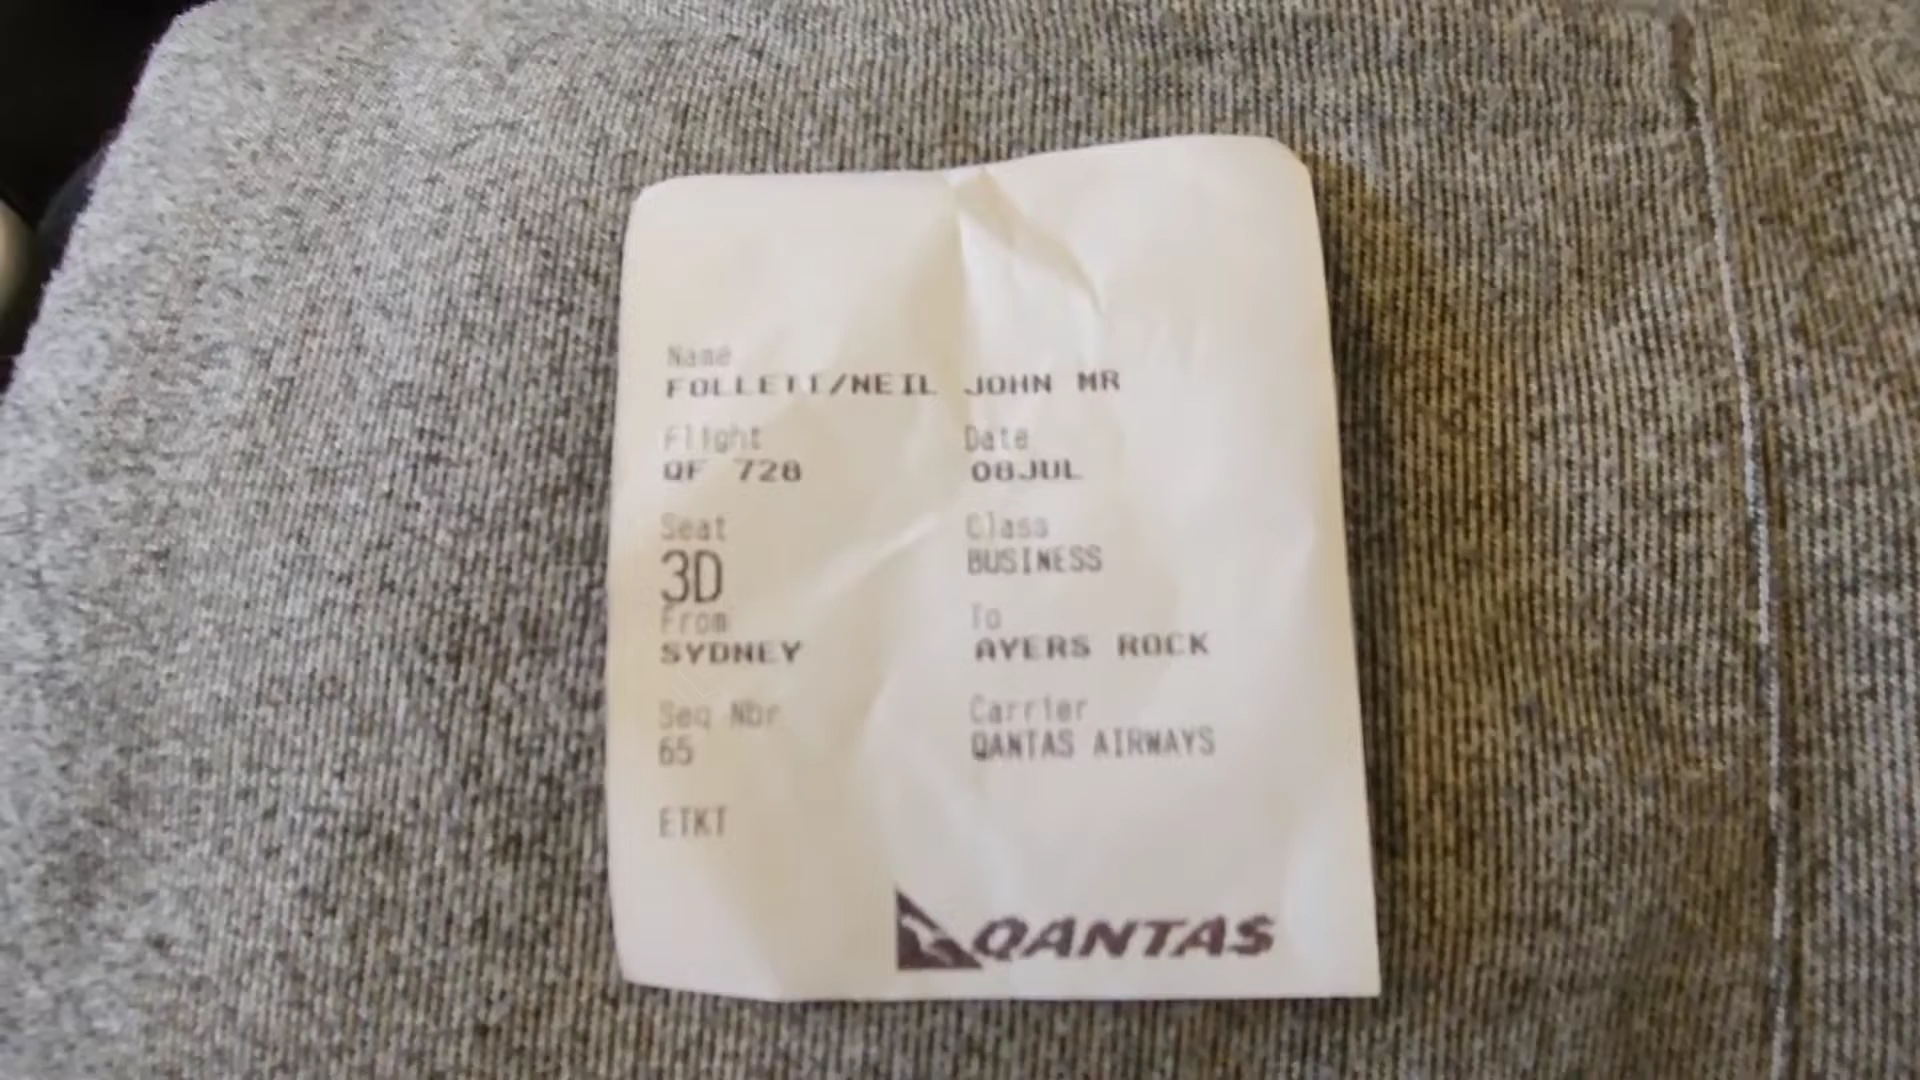 Name
FOLLETT/NEIL JOHN MR
Flight Date
QF 728 08JUL
Seat Class
3D BUSINESS
From To
SYDNEY AYERS ROCK
Seq Nbr Carrier
65 QANTAS AIRWAYS
ETKT
QANTAS